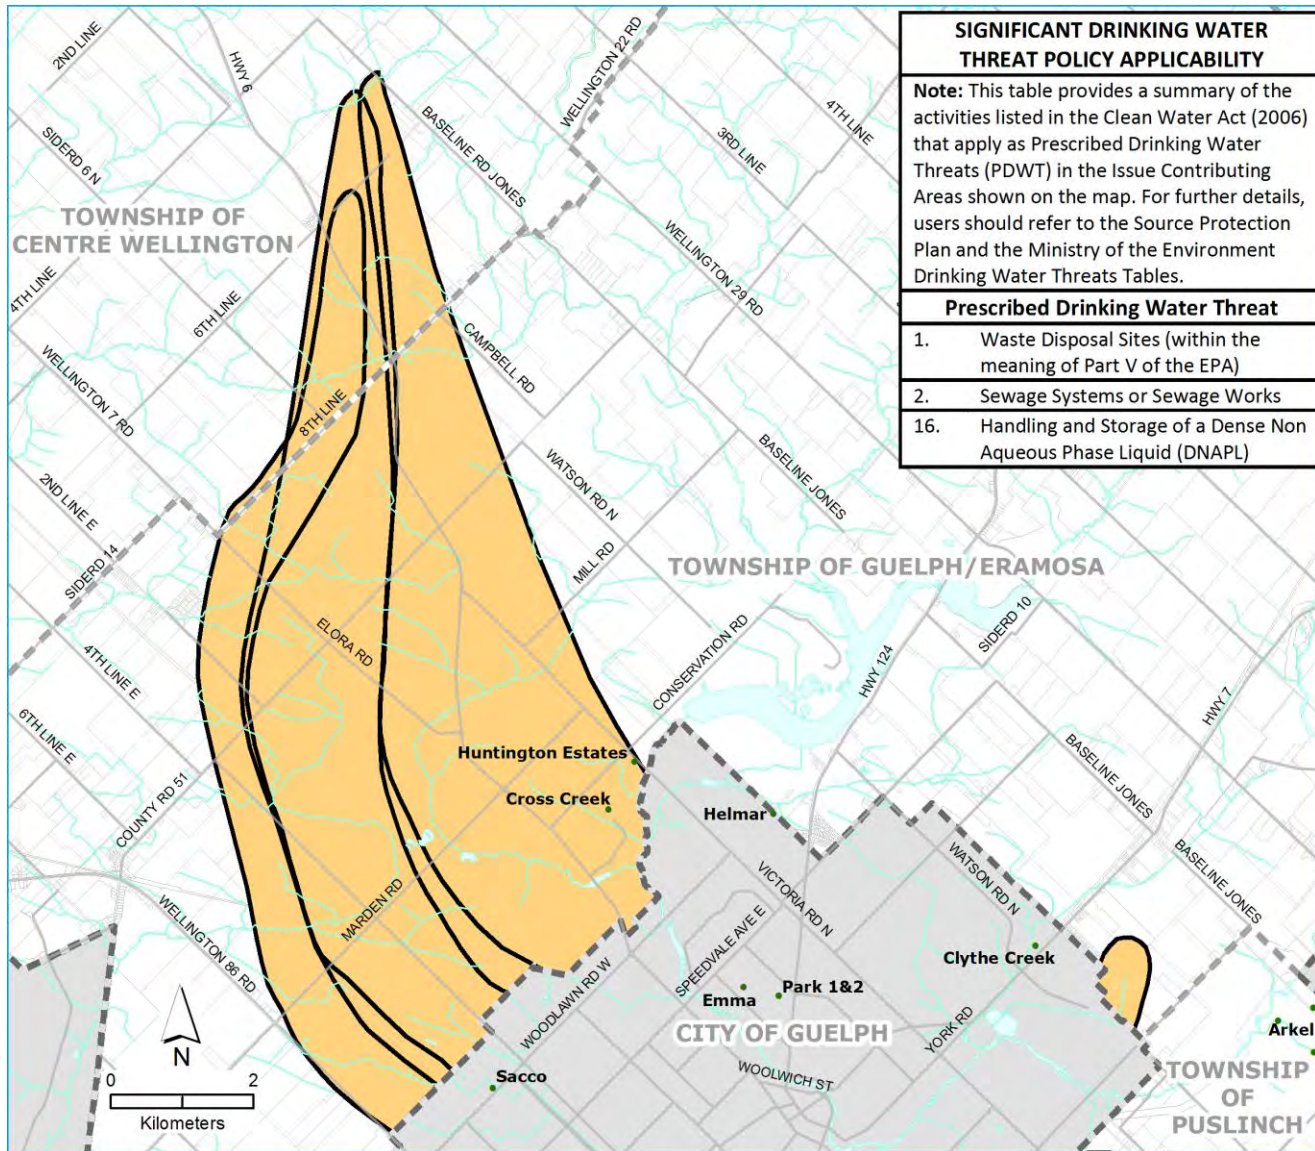 SIGNIFICANT DRINKING WATER
THREAT POLICY APPLICABILITY
Note: This table provides a summary of the
activities listed in the Clean Water Act (2006)
that apply as Prescribed Drinking Water
Threats (PDWT) in the Issue Contributing
Areas shown on the map. For further details,
users should refer to the Source Protection
Plan and the Ministry of the Environment
Drinking Water Threats Tables.
Prescribed Drinking Water Threat
1. Waste Disposal Sites (within the
meaning of Part V of the EPA)
2. Sewage Systems or Sewage Works
16. Handling and Storage of a Dense Non
Aqueous Phase Liquid (DNAPL)
2ND LINE
HWY 6
WELLINGTON 22 RD
4TH LINE
3RD LINE
BASELINE RD JONES
SIDERD 6 N
TOWNSHIP OF
CENTRE WELLINGTON
WELLINGTON 29 RD
4TH LINE
6TH LINE
CAMPBELL RD
WELLINGTON 7 RD
8TH LINE
BASELINE JONES
WATSON RD N
2ND LINE E
SIDERD 14
MILL RD
TOWNSHIP OF GUELPH/ERAMOSA
SIDERD 10
ELORA RD
CONSERVATION RD
4TH LINE E
HWY 124
HWY 7
6TH LINE E
Huntington Estates
BASELINE JONES
COUNTY RD 51
Cross Creek
Helmar
WATSON RD N
BASELINE JONES
VICTORIA RD N
MARDEN RD
WELLINGTON 86 RD
SPEEDVALE AVE E
Clythe Creek
WOODLAWN RD W
Emma
Park 1&2
CITY OF GUELPH
YORK RD
Arkel
N
WOOLWICH ST
Sacco
TOWNSHIP
OF
PUSLINCH
0 2
Kilometers